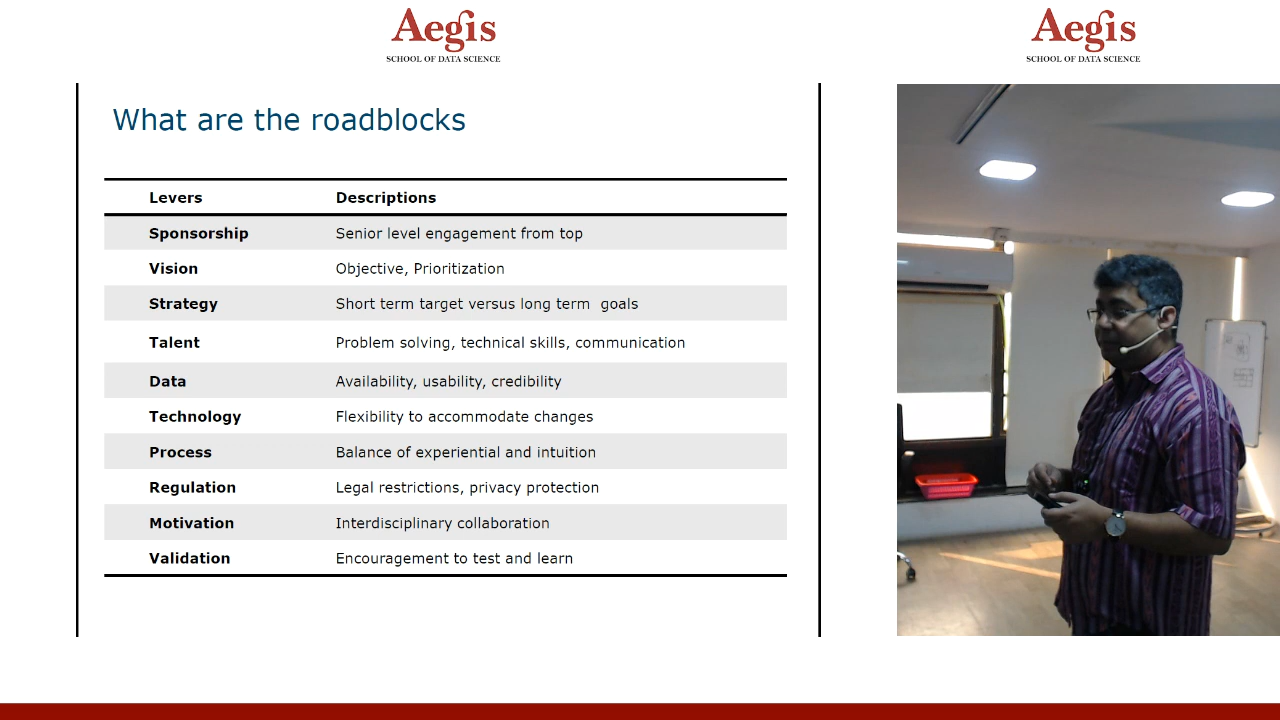 Aegis
SCHOOL OF DATA SCIENCE
Aegis
SCHOOL OF DATA SCIENCE
What are the roadblocks
Levers Descriptions
Sponsorship Senior level engagement from top
Vision Objective, Prioritization
Strategy Short term target versus long term goals
Talent Problem solving, technical skills, communication
Data Availability, usability, credibility
Technology Flexibility to accommodate changes
Process Balance of experiential and intuition
Regulation Legal restrictions, privacy protection
Motivation Interdisciplinary collaboration
Validation Encouragement to test and learn